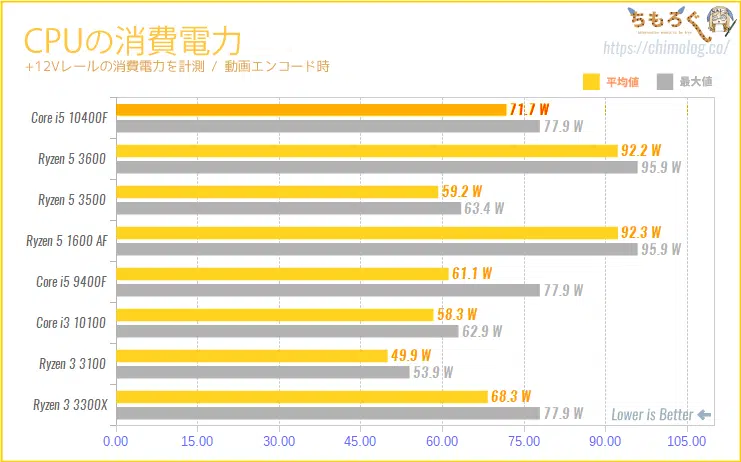 CPUの消費電力
ちもろぐ
https://chimolog.co/
+12Vレールの消費電力を計測 / 動画エンコード時
平均値 最大値
Core i5 10400F 71.7 W
77.9 W
Ryzen 5 3600 92.2 W
95.9 W
Ryzen 5 3500 59.2 W
63.4 W
Ryzen 5 1600 AF 92.3 W
95.9 W
Core i5 9400F 61.1 W
77.9 W
Core i3 10100 58.3 W
62.9 W
Ryzen 3 3100 49.9 W
53.9 W
Ryzen 3 3300X 68.3 W
77.9 W
Lower is Better
0.00 15.00 30.00 45.00 60.00 75.00 90.00 105.00